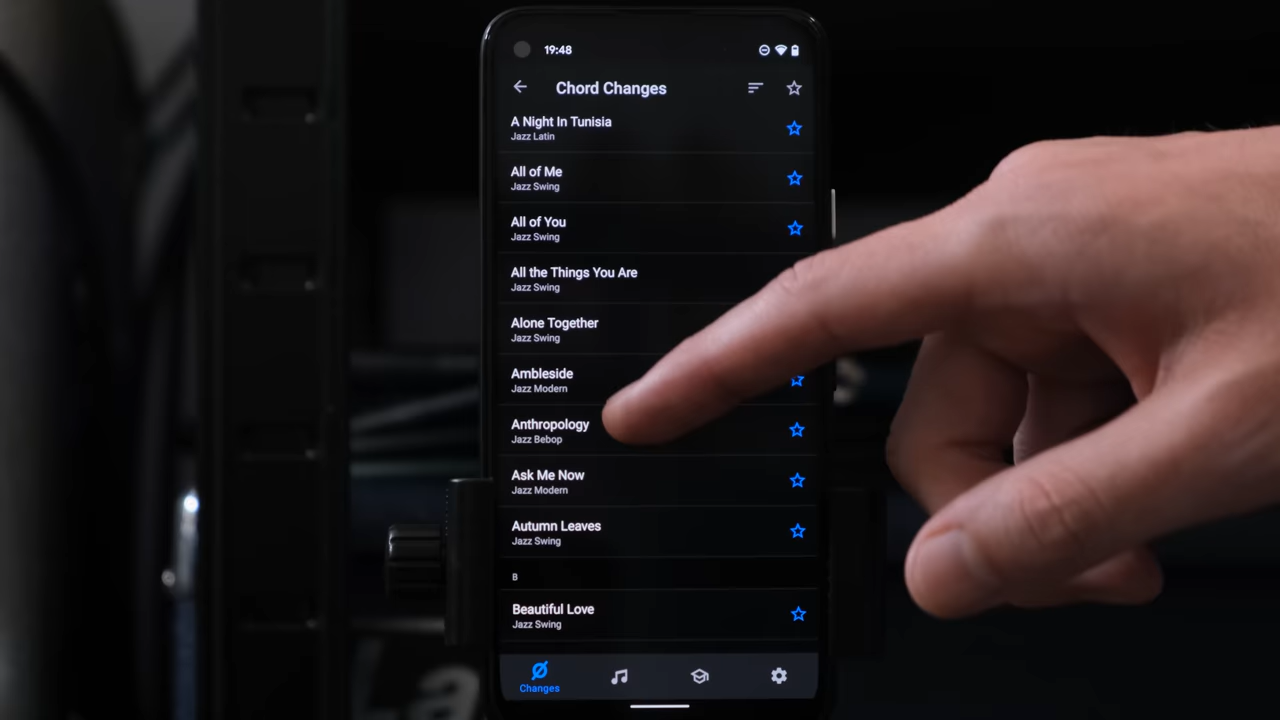 19:48
Chord Changes
A Night In Tunisia
Jazz Latin
All of Me
Jazz Swing
All of You
Jazz Swing
All the Things You Are
Jazz Swing
Alone Together
Jazz Swing
Ambleside
Jazz Modern
Anthropology
Jazz Bebop
Ask Me Now
Jazz Modern
Autumn Leaves
Jazz Swing
B
Beautiful Love
Jazz Swing
Changes